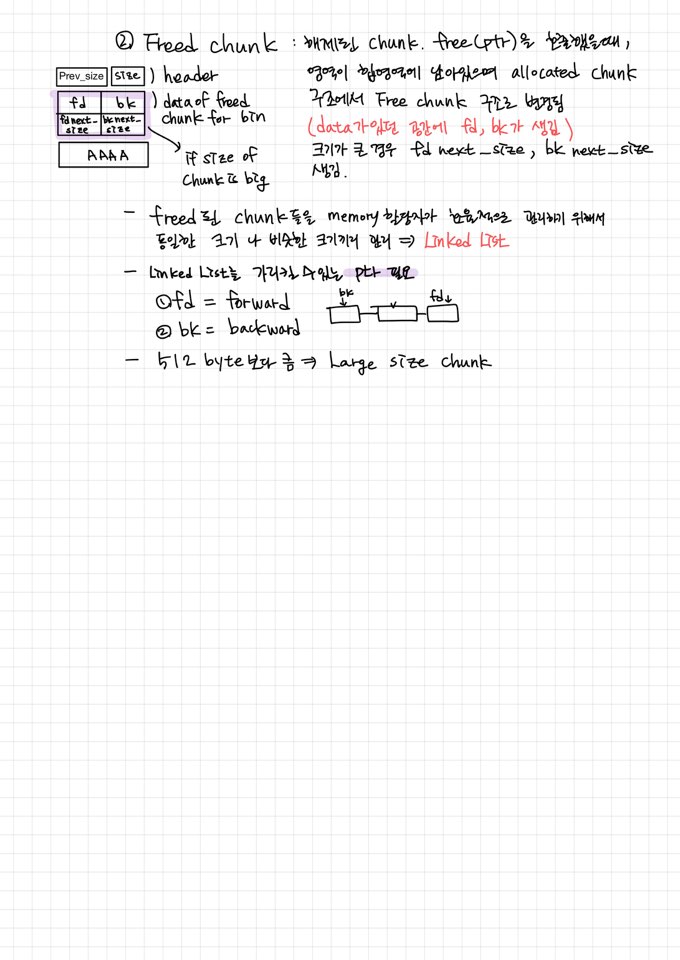 ② Freed chunk : 해제된 chunk. free(ptr)을 호출했을때,
Prev_size size ) header
영역이 힙영역에 남아있으며 allocated chunk
fd bk ) data of freed
chunk for bin
구조에서 Free chunk 구조로 변경됨
fd next_
size
bk next_
size
(data가 있던 공간에 fd, bk가 생김)
AAAA
if size of
chunk is big
크기가 큰 경우 fd next_size, bk next_size
생김.
- freed된 chunk들을 memory 할당자가 효율적으로 관리하기 위해서
동일한 크기 나 비슷한 크기끼리 관리 ⇒ Linked List
- Linked List를 가리킬 수 있는 ptr 필요
① fd = forward
② bk = backward
bk
fd
- 512 byte보다 큼 ⇒ Large size chunk